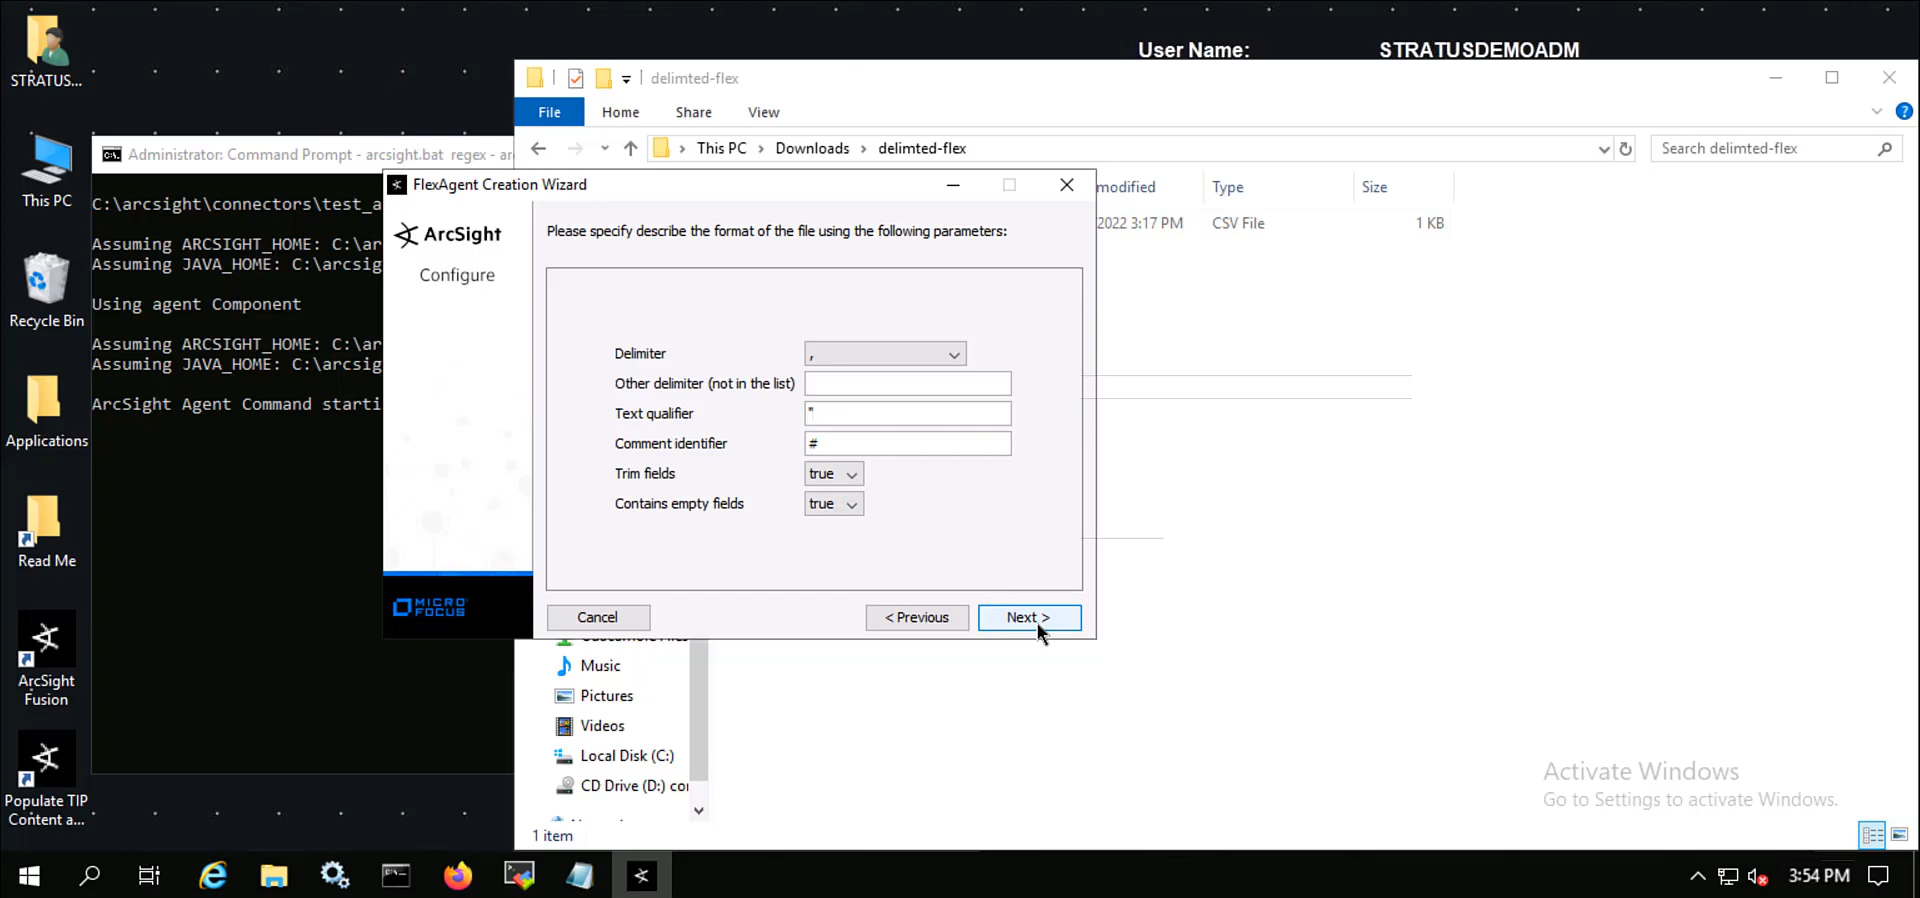 User Name: STRATUSDEMOADM
STRATUS...
This PC
Recycle Bin
Applications
Read Me
ArcSight
Fusion
Populate TIP
Content a...
Administrator: Command Prompt - arcsight.bat regex - ar
C:\arcsight\connectors\test_a
Assuming ARCSIGHT_HOME: C:\ar
Assuming JAVA_HOME: C:\arcsig
Using agent Component
Assuming ARCSIGHT_HOME: C:\ar
Assuming JAVA_HOME: C:\arcsig
ArcSight Agent Command starti
delimted-flex
File Home Share View
This PC > Downloads > delimted-flex
Search delimted-flex
modified Type Size
2022 3:17 PM CSV File 1 KB
FlexAgent Creation Wizard
ArcSight
Configure
MICRO
FOCUS
Please specify describe the format of the file using the following parameters:
Delimiter ,
Other delimiter (not in the list)
Text qualifier "
Comment identifier #
Trim fields true
Contains empty fields true
Cancel < Previous Next >
Music
Pictures
Videos
Local Disk (C:)
CD Drive (D:) co
1 item
Activate Windows
Go to Settings to activate Windows.
3:54 PM